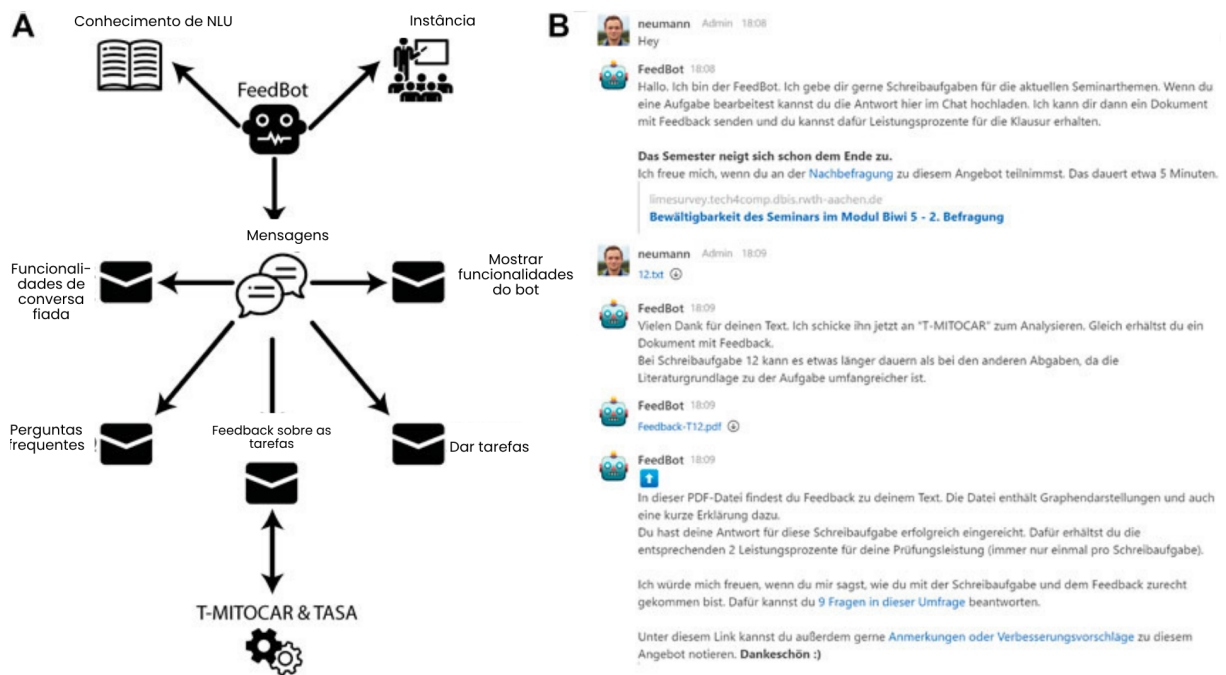 A
Conhecimento de NLU
Instância
FeedBot
Mensagens
Funcionali-
dades de
conversa
fiada
Mostrar
funcionalidades
do bot
Perguntas
frequentes
Feedback sobre as
tarefas
Dar tarefas
T-MITOCAR & TASA
B
neumann Admin 18:08
Hey
FeedBot 18:08
Hallo. Ich bin der FeedBot. Ich gebe dir gerne Schreibaufgaben für die aktuellen Seminarthemen. Wenn du
eine Aufgabe bearbeitest kannst du die Antwort hier im Chat hochladen. Ich kann dir dann ein Dokument
mit Feedback senden und du kannst dafür Leistungsprozente für die Klausur erhalten.
Das Semester neigt sich schon dem Ende zu.
Ich freue mich, wenn du an der Nachbefragung zu diesem Angebot teilnimmst. Das dauert etwa 5 Minuten.
limesurvey.tech4comp.dbis.rwth-aachen.de
Bewältigbarkeit des Seminars im Modul Biwi 5 - 2. Befragung
neumann Admin 18:09
12.txt
FeedBot 18:09
Vielen Dank für deinen Text. Ich schicke ihn jetzt an "T-MITOCAR" zum Analysieren. Gleich erhältst du ein
Dokument mit Feedback.
Bei Schreibaufgabe 12 kann es etwas länger dauern als bei den anderen Abgaben, da die
Literaturgrundlage zu der Aufgabe umfangreicher ist.
FeedBot 18:09
Feedback-T12.pdf
FeedBot 18:09
In dieser PDF-Datei findest du Feedback zu deinem Text. Die Datei enthält Graphendarstellungen und auch
eine kurze Erklärung dazu.
Du hast deine Antwort für diese Schreibaufgabe erfolgreich eingereicht. Dafür erhältst du die
entsprechenden 2 Leistungsprozente für deine Prüfungsleistung (immer nur einmal pro Schreibaufgabe).
Ich würde mich freuen, wenn du mir sagst, wie du mit der Schreibaufgabe und dem Feedback zurecht
gekommen bist. Dafür kannst du 9 Fragen in dieser Umfrage beantworten.
Unter diesem Link kannst du außerdem gerne Anmerkungen oder Verbesserungsvorschläge zu diesem
Angebot notieren. Dankeschön :)